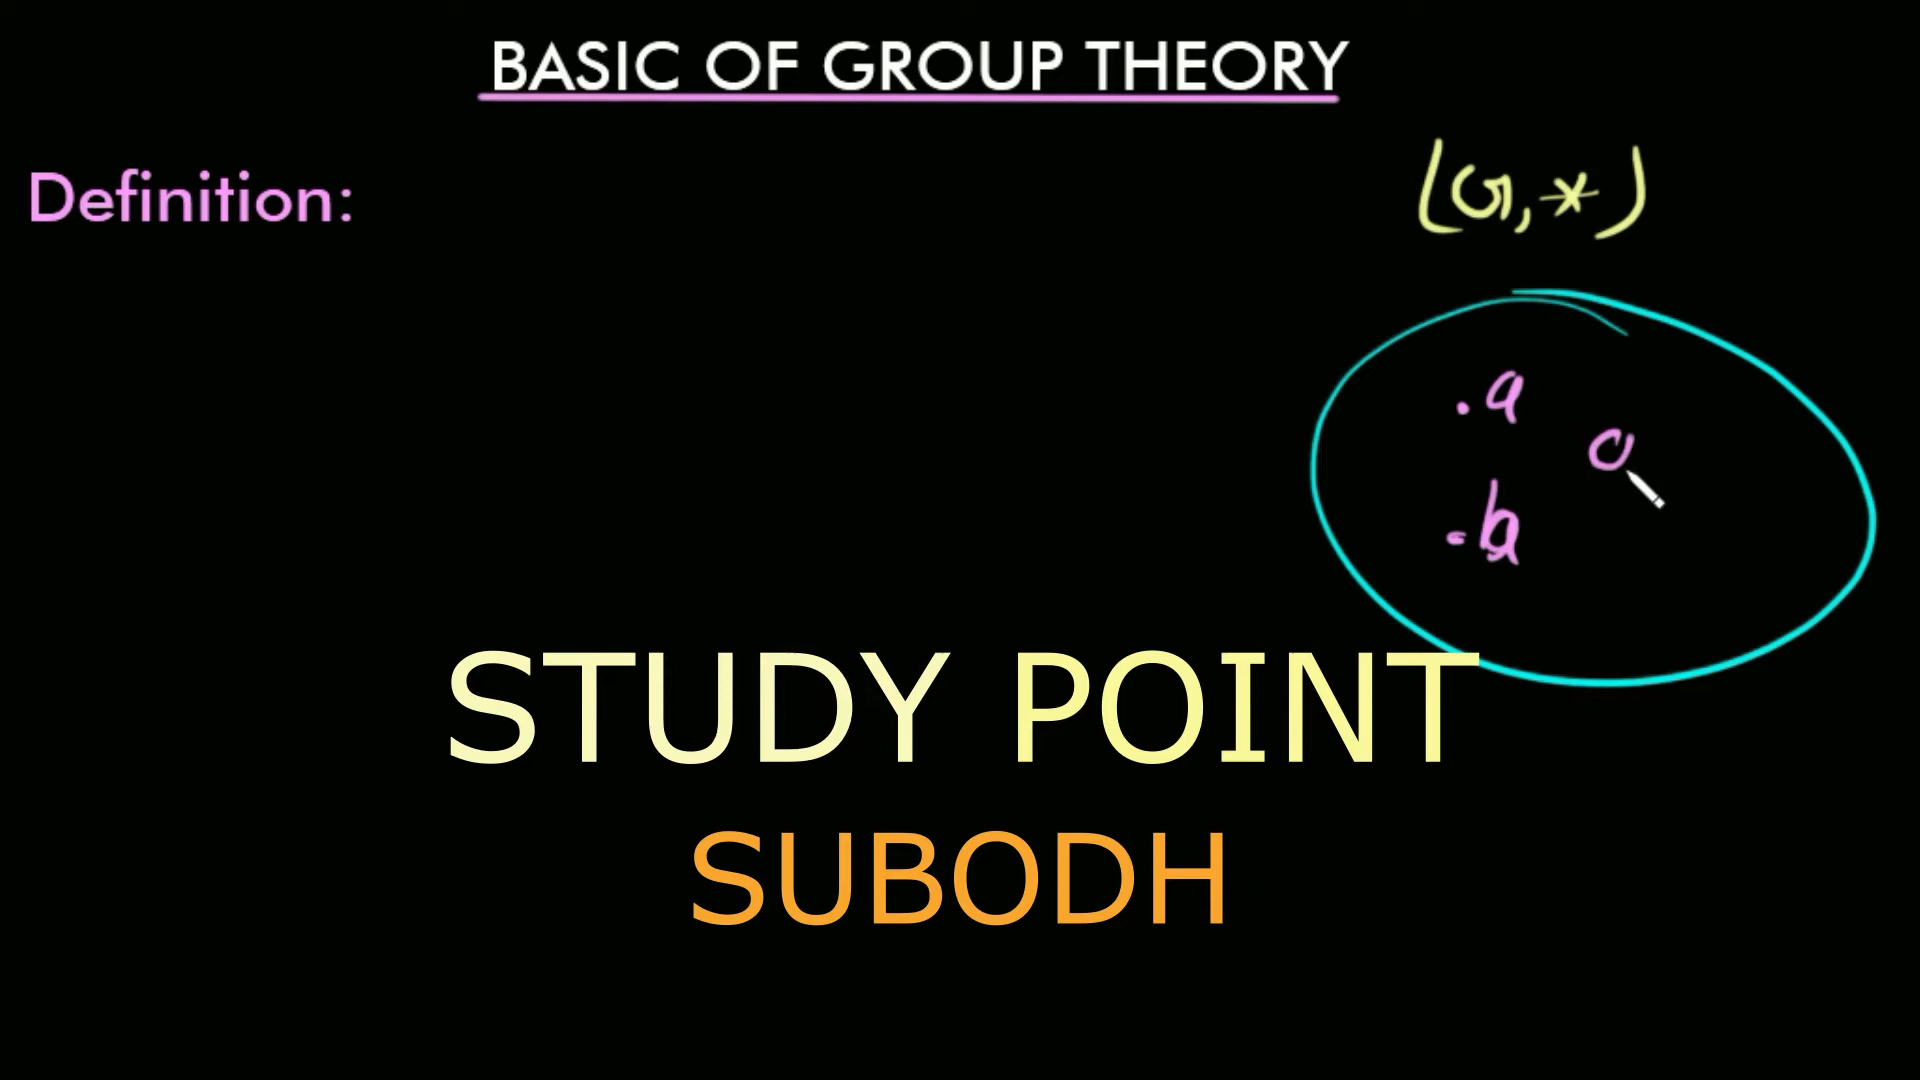 BASIC OF GROUP THEORY
Definition:
(G,*)
.a
a
.b
STUDY POINT
SUBODH